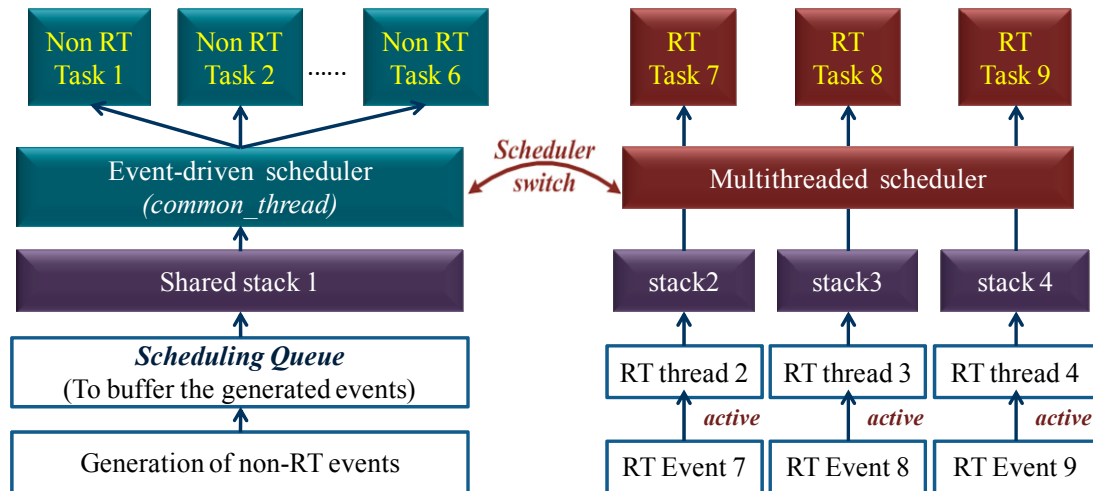 Non RT
Task 1
Non RT
Task 2
......
Non RT
Task 6
Event-driven scheduler
(common_thread)
Shared stack 1
Scheduling Queue
(To buffer the generated events)
Generation of non-RT events
Scheduler
switch
RT
Task 7
RT
Task 8
RT
Task 9
Multithreaded scheduler
stack2
stack3
stack 4
RT thread 2
RT thread 3
RT thread 4
active
active
active
RT Event 7
RT Event 8
RT Event 9